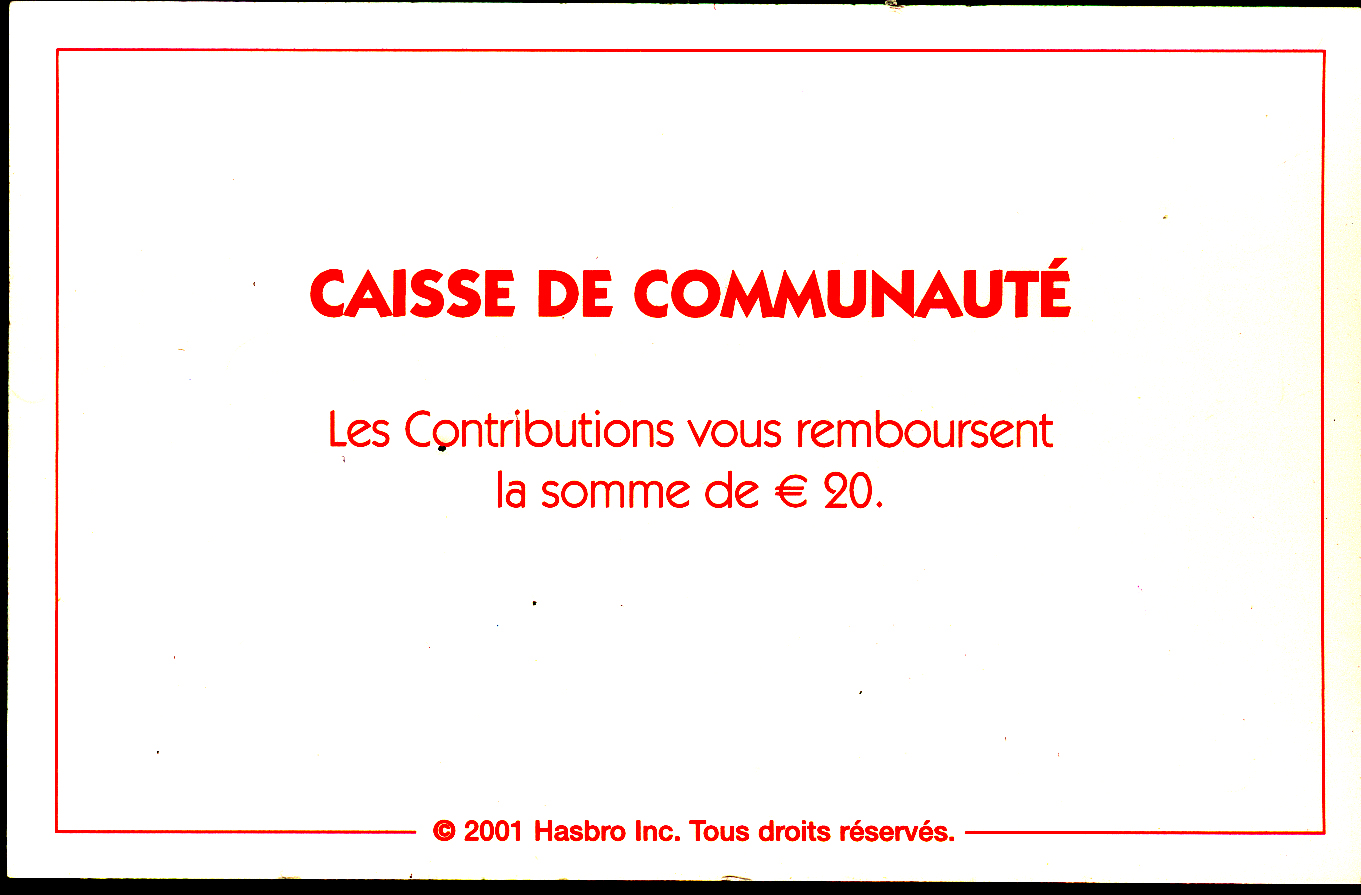 CAISSE DE COMMUNAUTÉ
Les Contributions vous remboursent
la somme de € 20.
© 2001 Hasbro Inc. Tous droits réservés.